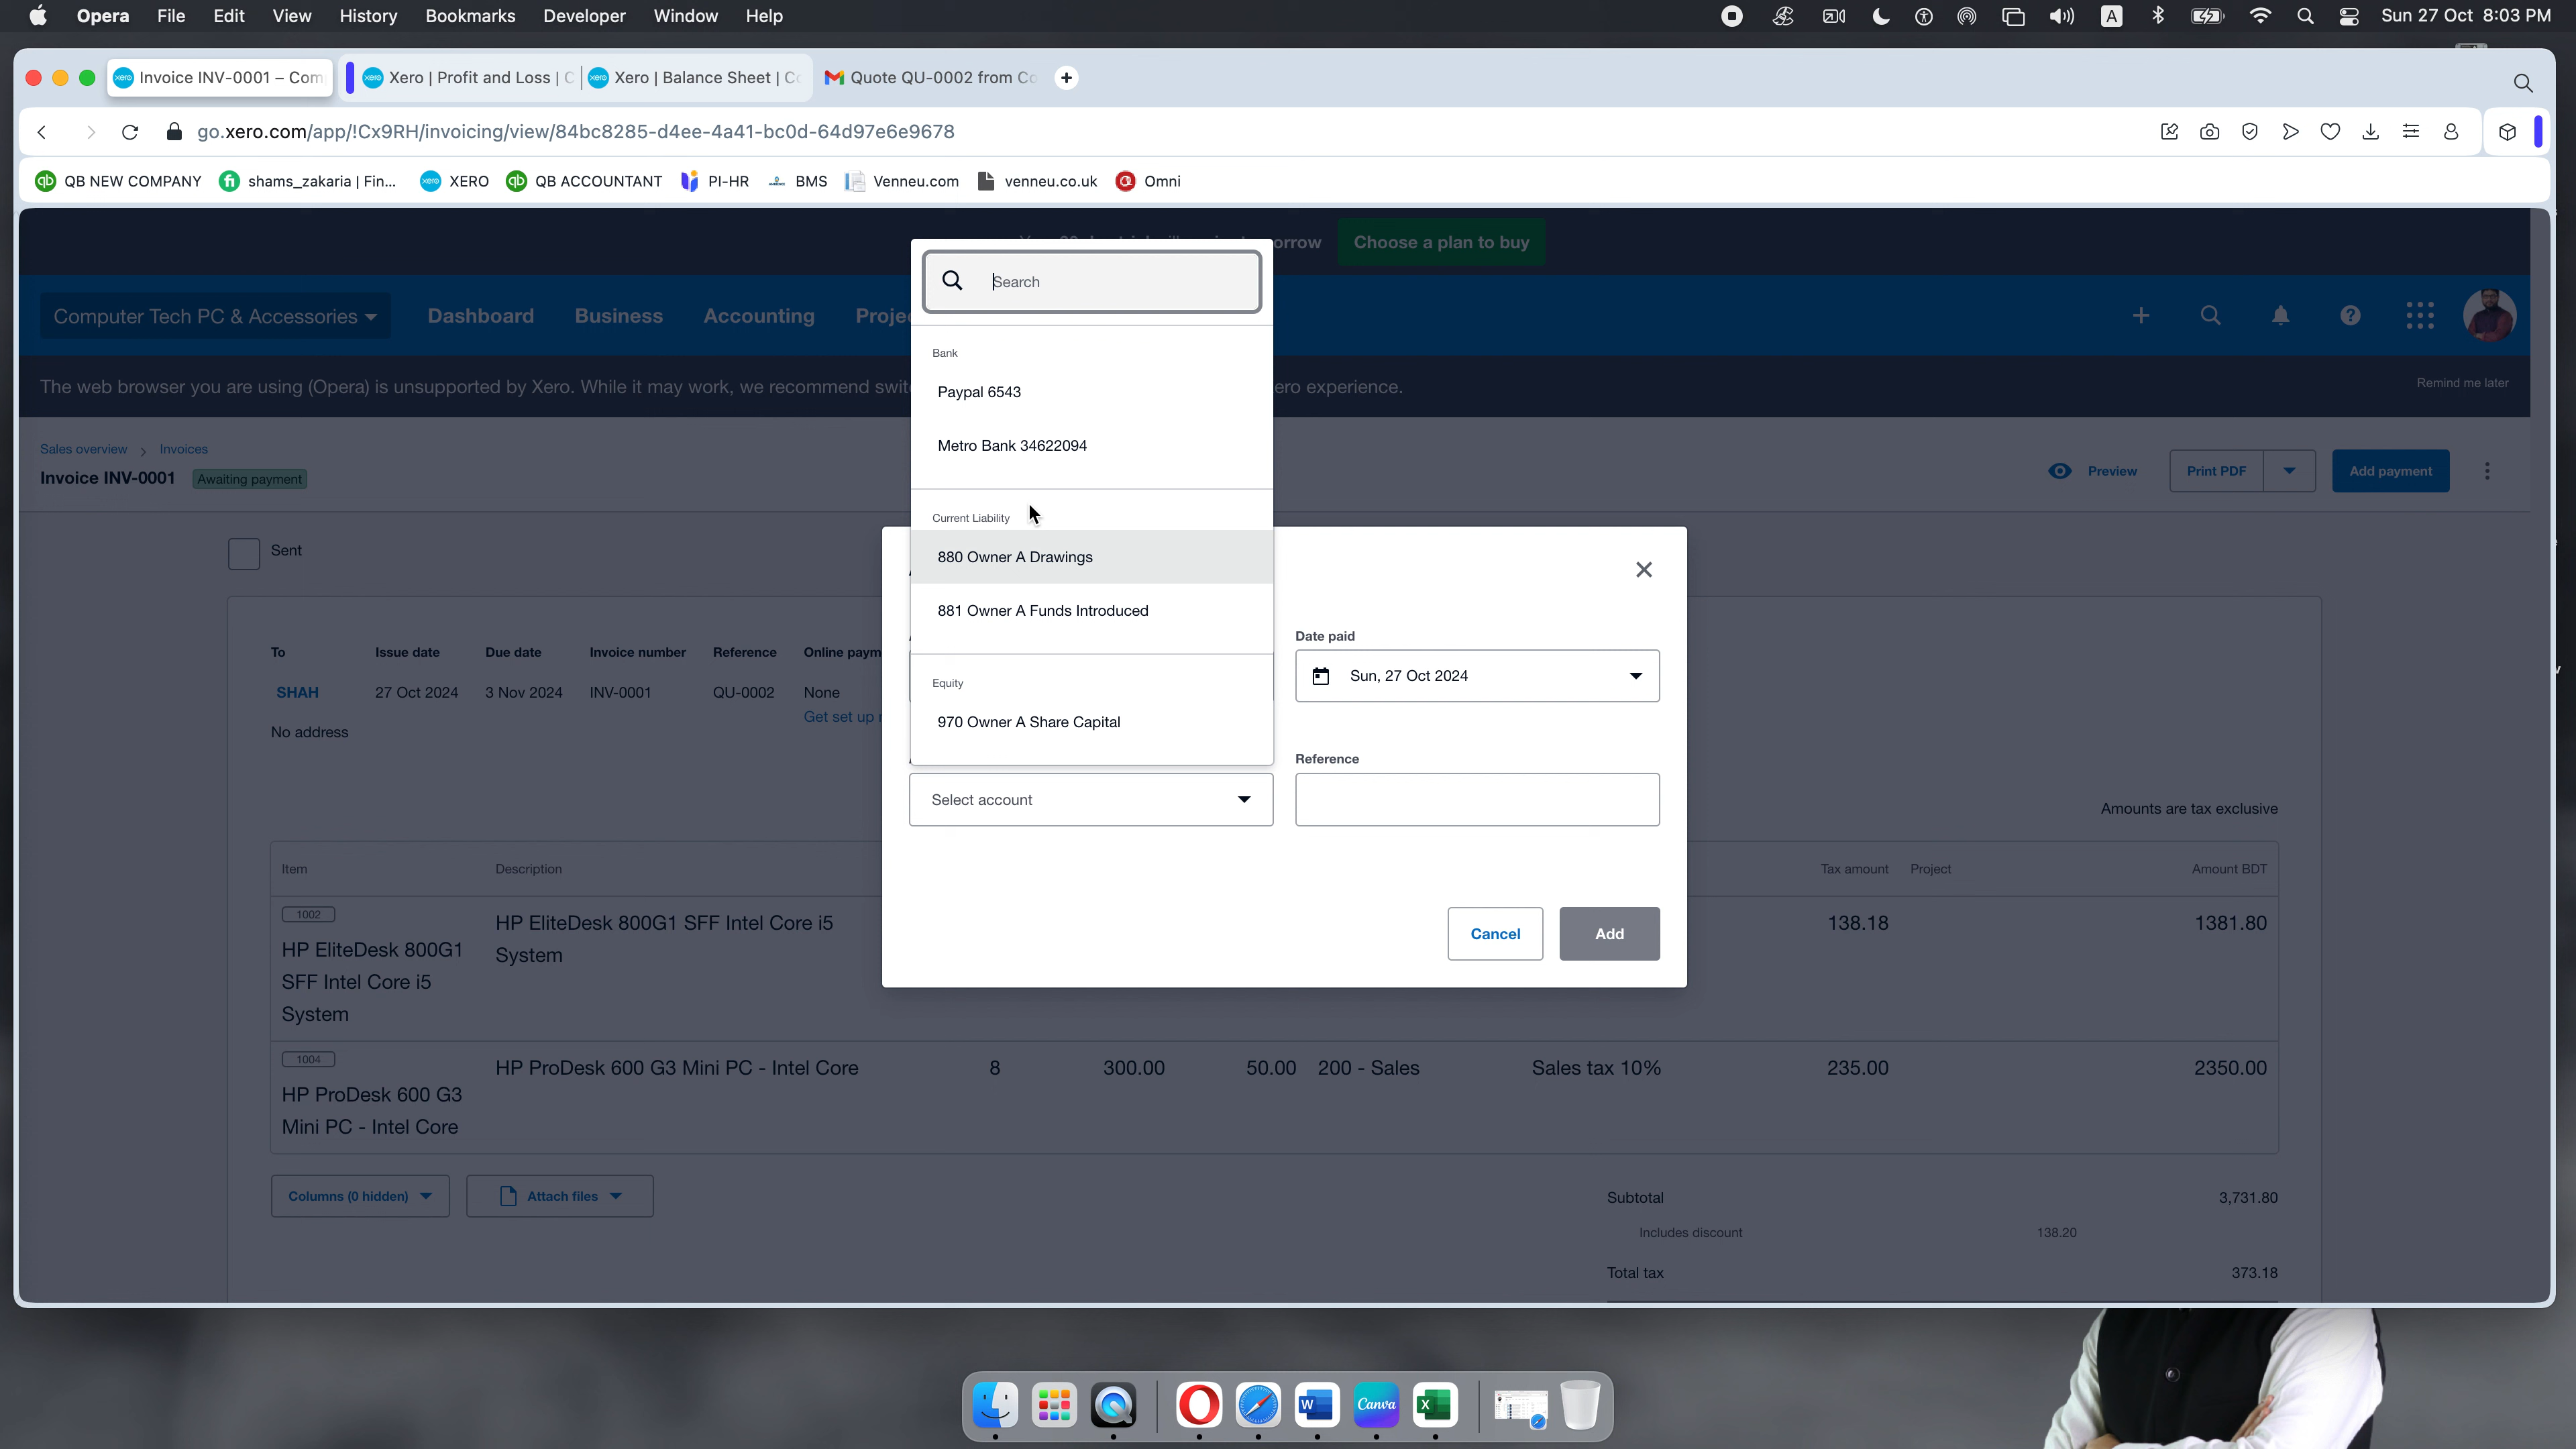 Opera File Edit View History Bookmarks Developer Window Help
A Sun 27 Oct 8:03 PM
Invoice INV-0001 – Com
Xero | Profit and Loss | C
Xero | Balance Sheet | Co
Quote QU-0002 from Co
go.xero.com/app/!Cx9RH/invoicing/view/84bc8285-d4ee-4a41-bc0d-64d97e6e9678
QB NEW COMPANY
shams_zakaria | Fin...
XERO
QB ACCOUNTANT
PI-HR
BMS
Venneu.com
venneu.co.uk
Omni
orrow Choose a plan to buy
Computer Tech PC & Accessories Dashboard Business Accounting Projec
The web browser you are using (Opera) is unsupported by Xero. While it may work, we recommend swit
ero experience.
Remind me later
Sales overview Invoices
Invoice INV-0001 Awaiting payment
Preview Print PDF Add payment
Search
Bank
Paypal 6543
Metro Bank 34622094
Current Liability
880 Owner A Drawings
881 Owner A Funds Introduced
Equity
970 Owner A Share Capital
Select account
Date paid
Sun, 27 Oct 2024
Reference
Cancel Add
Sent
To Issue date Due date Invoice number Reference Online paym
SHAH 27 Oct 2024 3 Nov 2024 INV-0001 QU-0002 None
Get set up
No address
Amounts are tax exclusive
Item Description Tax amount Project Amount BDT
1002
HP EliteDesk 800G1
SFF Intel Core i5
System
HP EliteDesk 800G1 SFF Intel Core i5
System
138.18 1381.80
1004
HP ProDesk 600 G3
Mini PC - Intel Core
HP ProDesk 600 G3 Mini PC - Intel Core 8 300.00 50.00 200 - Sales Sales tax 10% 235.00 2350.00
Columns (0 hidden) Attach files
Subtotal 3,731.80
Includes discount 138.20
Total tax 373.18
Canva